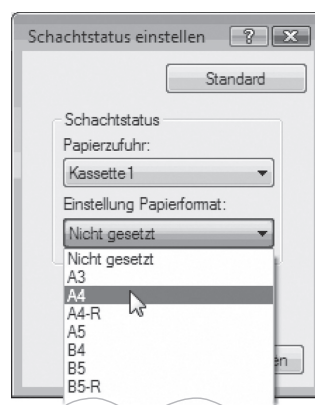 Schachtstatus einstellen
Standard
Schachtstatus
Papierzufuhr:
Kassette1
Einstellung Papierformat:
Nicht gesetzt
Nicht gesetzt
A3
A4
A4-R
A5
B4
B5
B5-R